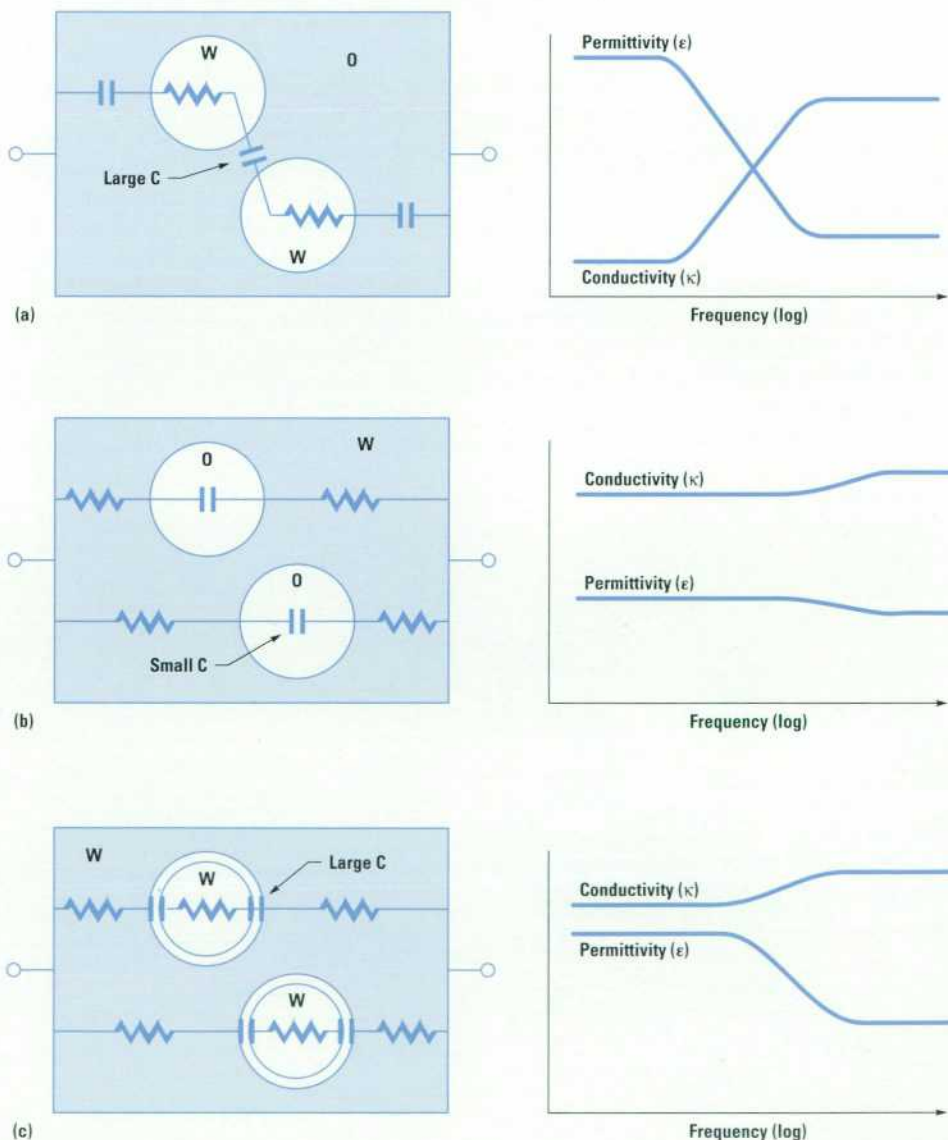 W
O
Large C
W
(a)
Permittivity (ε)
Conductivity (κ)
Frequency (log)
O
W
O
Small C
(b)
Conductivity (κ)
Permittivity (ε)
Frequency (log)
W
W
Large C
W
(c)
Conductivity (κ)
Permittivity (ε)
Frequency (log)